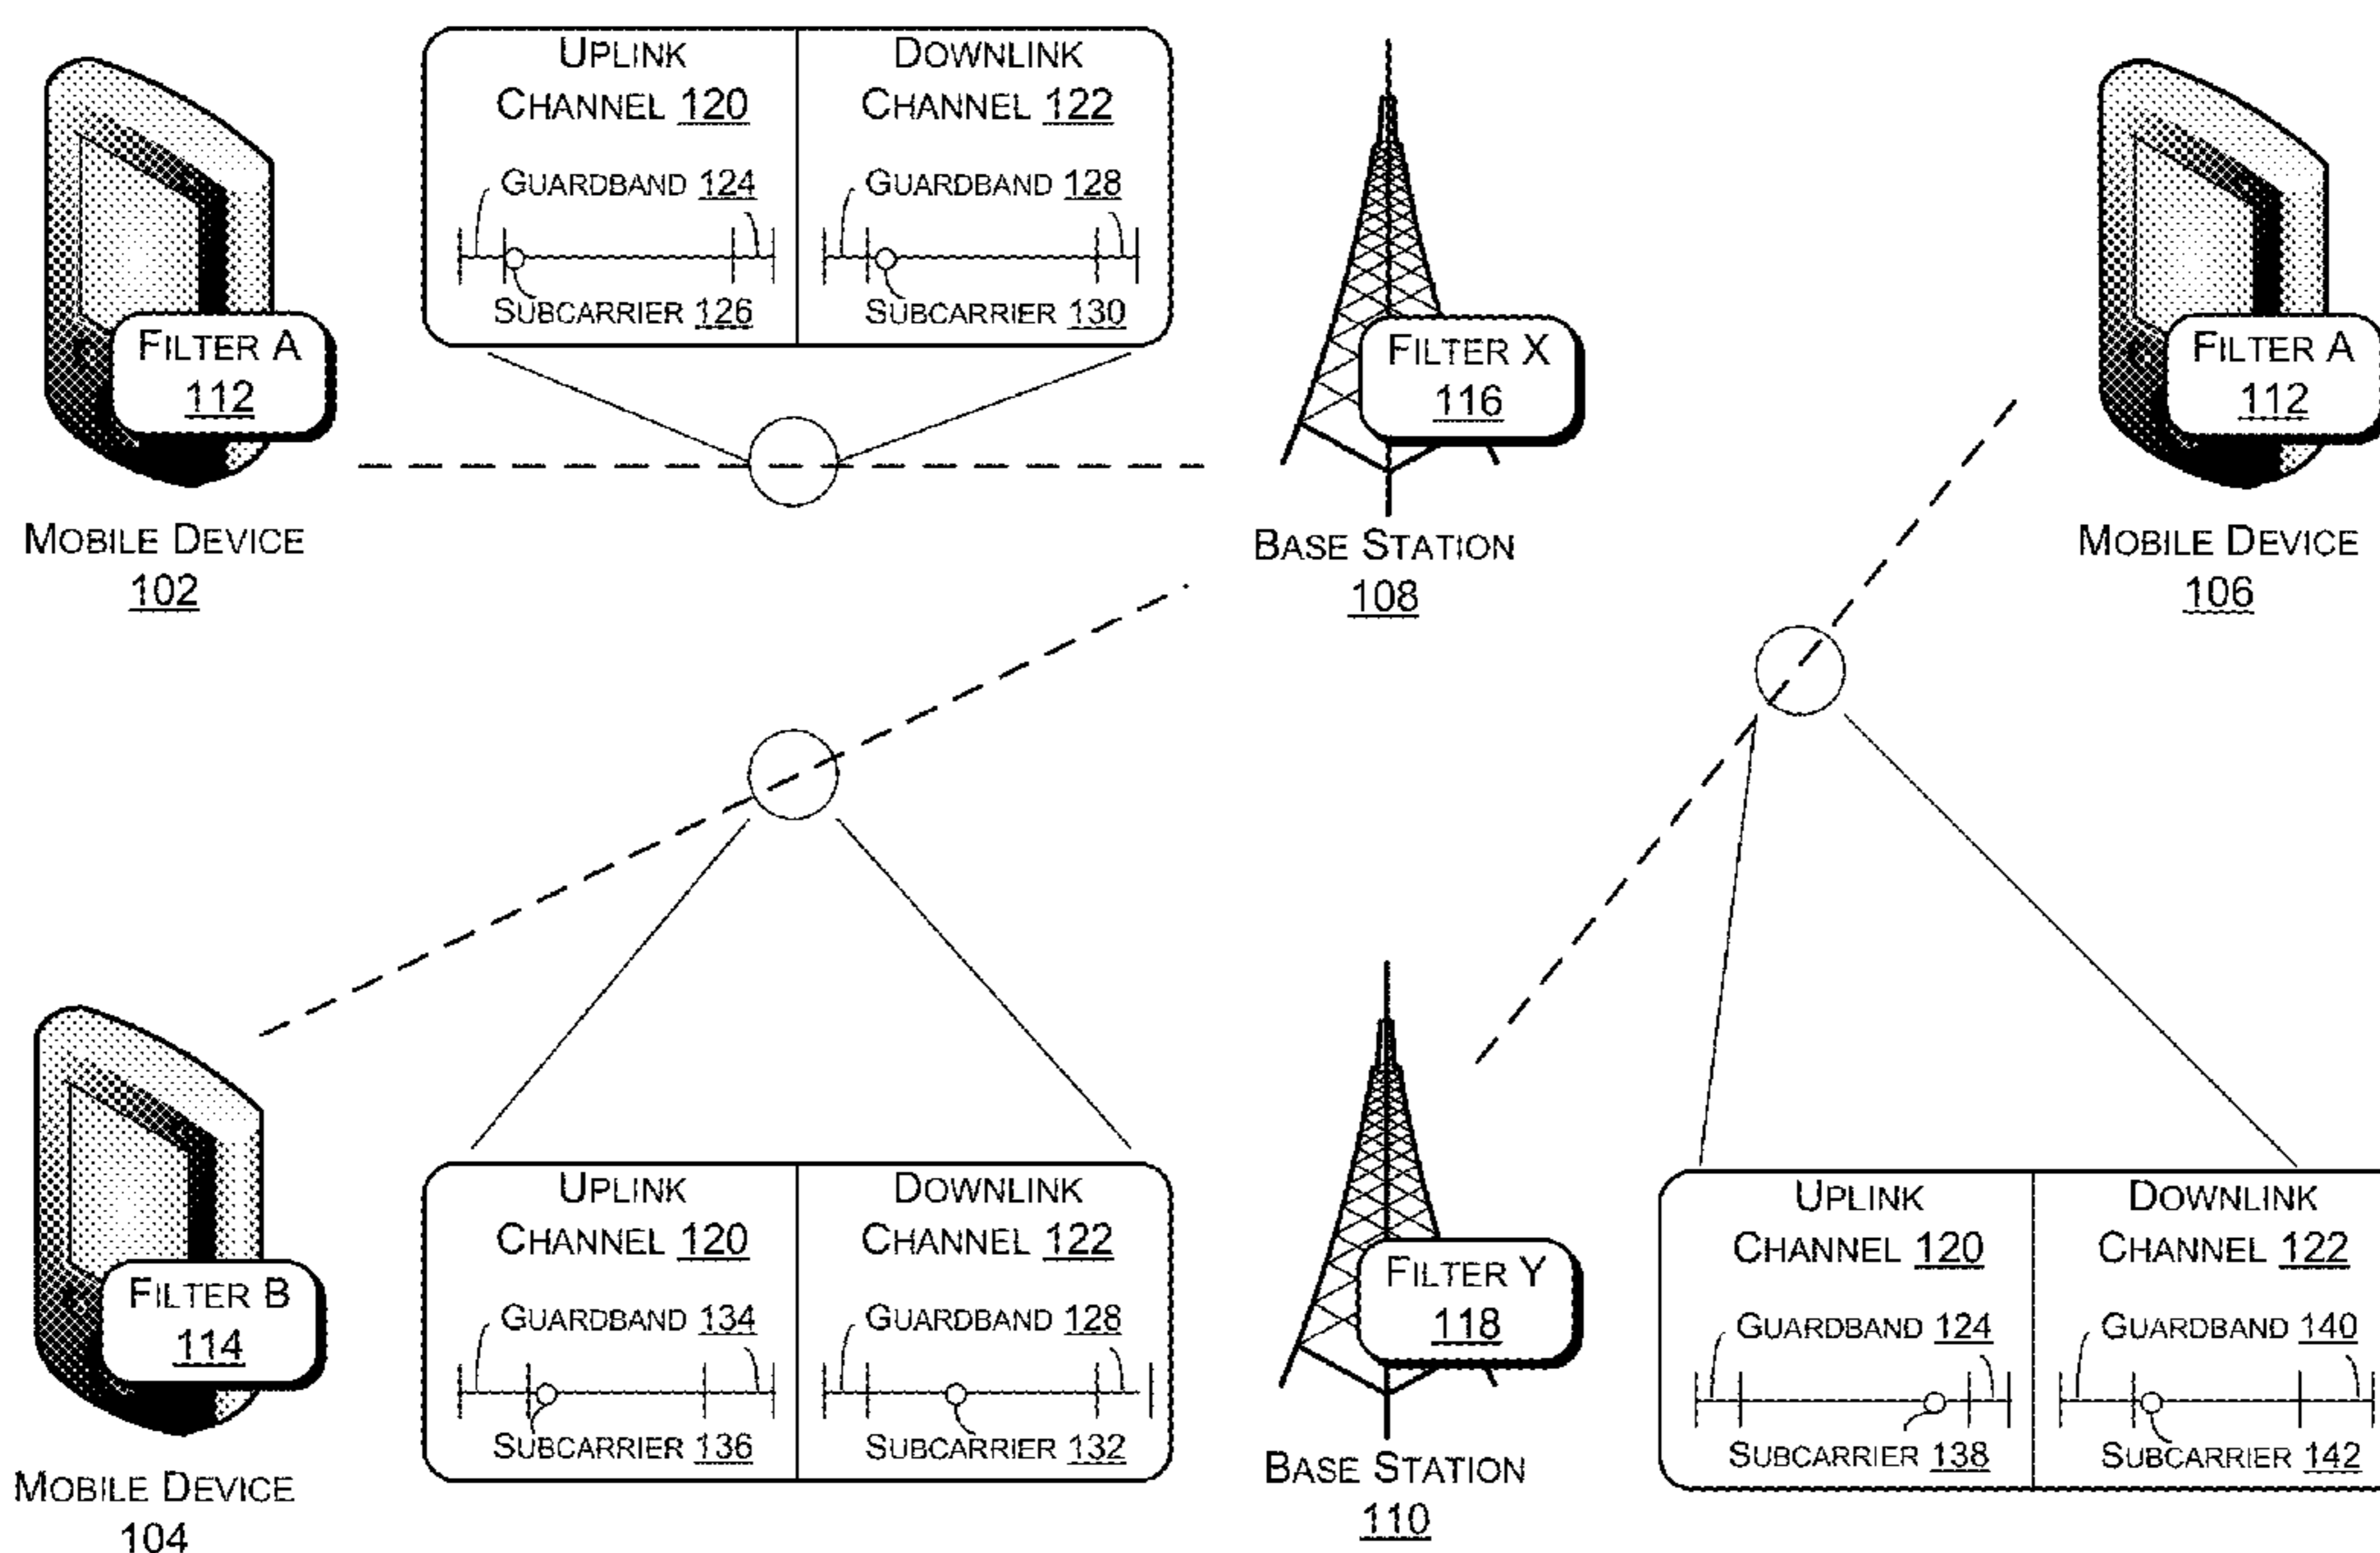 UPLINK
CHANNEL 120
GUARDBAND 124
SUBCARRIER 126
DOWNLINK
CHANNEL 122
GUARDBAND 128
SUBCARRIER 130
FILTER A
112
MOBILE DEVICE
102
FILTER X
116
BASE STATION
108
FILTER A
112
MOBILE DEVICE
106
FILTER B
114
MOBILE DEVICE
104
UPLINK
CHANNEL 120
GUARDBAND 134
SUBCARRIER 136
DOWNLINK
CHANNEL 122
GUARDBAND 128
SUBCARRIER 132
FILTER Y
118
BASE STATION
110
UPLINK
CHANNEL 120
GUARDBAND 124
SUBCARRIER 138
DOWNLINK
CHANNEL 122
GUARDBAND 140
SUBCARRIER 142